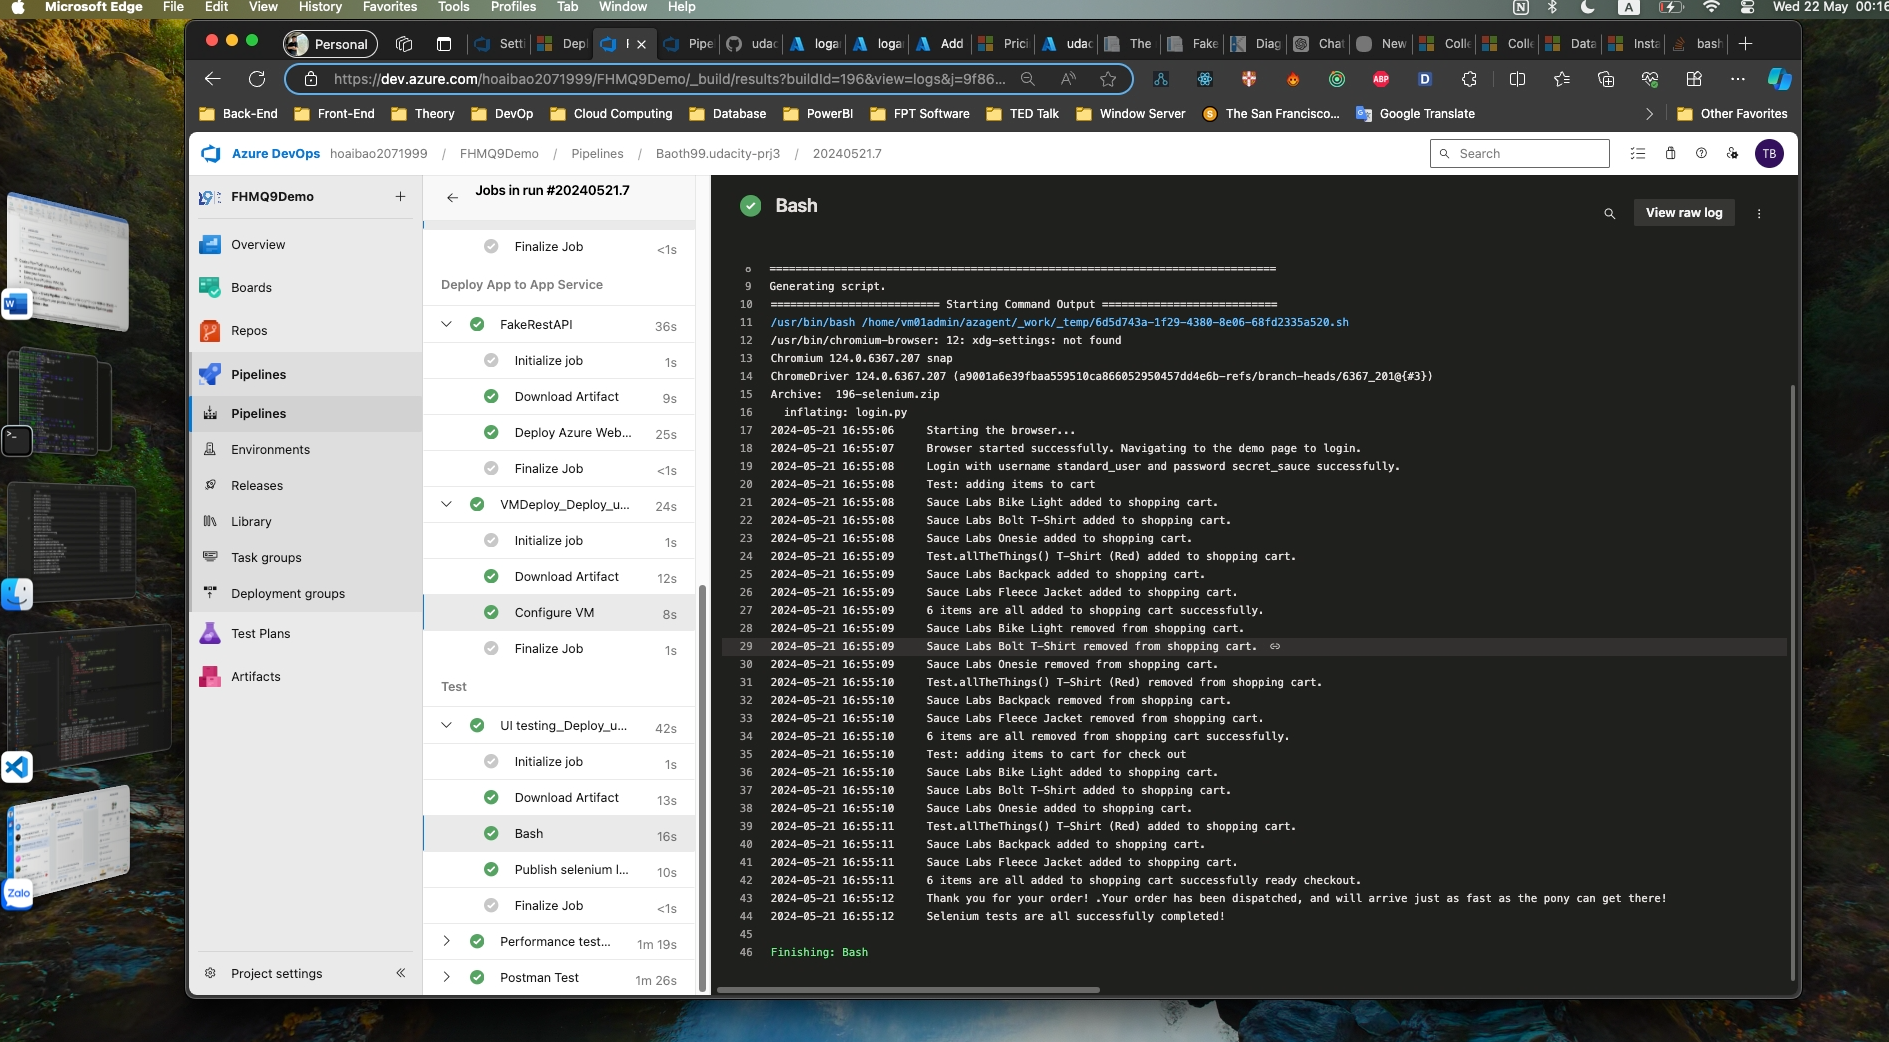 Microsoft Edge File Edit View History Favorites Tools Profiles Tab Window Help
N A Wed 22 May 00:16
Personal
Setti Depl Pipe udac loga loga Add Prici udac The Fake Diag Chat New Colle Colle Data Insta bash
https://dev.azure.com/hoaibao2071999/FHMQ9Demo/_build/results?buildId=196&view=logs&j=9f86...
ABP D
Back-End Front-End Theory DevOp Cloud Computing Database PowerBI FPT Software TED Talk Window Server The San Francisco... Google Translate Other Favorites
Azure DevOps hoaibao2071999 / FHMQ9Demo / Pipelines / Baoth99.udacity-prj3 / 20240521.7
Search
TB
FHMQ9Demo
Overview
Boards
Repos
Pipelines
Pipelines
Environments
Releases
Library
Task groups
Deployment groups
Test Plans
Artifacts
Project settings
Jobs in run #20240521.7
Finalize Job <1s
Deploy App to App Service
FakeRestAPI 36s
Initialize job 1s
Download Artifact 9s
Deploy Azure Web... 25s
Finalize Job <1s
VMDeploy_Deploy_u... 24s
Initialize job 1s
Download Artifact 12s
Configure VM 8s
Finalize Job 1s
Test
UI testing_Deploy_u... 42s
Initialize job 1s
Download Artifact 13s
Bash 16s
Publish selenium l... 10s
Finalize Job <1s
Performance test... 1m 19s
Postman Test 1m 26s
Bash
View raw log
==============================================================================
9 Generating script.
10 ========================== Starting Command Output ===========================
11 /usr/bin/bash /home/vm01admin/azagent/_work/_temp/6d5d743a-1f29-4380-8e06-68fd2335a520.sh
12 /usr/bin/chromium-browser: 12: xdg-settings: not found
13 Chromium 124.0.6367.207 snap
14 ChromeDriver 124.0.6367.207 (a9001a6e39fbaa559510ca866052950457dd4e6b-refs/branch-heads/6367_201@{#3})
15 Archive: 196-selenium.zip
16 inflating: login.py
17 2024-05-21 16:55:06 Starting the browser...
18 2024-05-21 16:55:07 Browser started successfully. Navigating to the demo page to login.
19 2024-05-21 16:55:08 Login with username standard_user and password secret_sauce successfully.
20 2024-05-21 16:55:08 Test: adding items to cart
21 2024-05-21 16:55:08 Sauce Labs Bike Light added to shopping cart.
22 2024-05-21 16:55:08 Sauce Labs Bolt T-Shirt added to shopping cart.
23 2024-05-21 16:55:08 Sauce Labs Onesie added to shopping cart.
24 2024-05-21 16:55:09 Test.allTheThings() T-Shirt (Red) added to shopping cart.
25 2024-05-21 16:55:09 Sauce Labs Backpack added to shopping cart.
26 2024-05-21 16:55:09 Sauce Labs Fleece Jacket added to shopping cart.
27 2024-05-21 16:55:09 6 items are all added to shopping cart successfully.
28 2024-05-21 16:55:09 Sauce Labs Bike Light removed from shopping cart.
29 2024-05-21 16:55:09 Sauce Labs Bolt T-Shirt removed from shopping cart.
30 2024-05-21 16:55:09 Sauce Labs Onesie removed from shopping cart.
31 2024-05-21 16:55:10 Test.allTheThings() T-Shirt (Red) removed from shopping cart.
32 2024-05-21 16:55:10 Sauce Labs Backpack removed from shopping cart.
33 2024-05-21 16:55:10 Sauce Labs Fleece Jacket removed from shopping cart.
34 2024-05-21 16:55:10 6 items are all removed from shopping cart successfully.
35 2024-05-21 16:55:10 Test: adding items to cart for check out
36 2024-05-21 16:55:10 Sauce Labs Bike Light added to shopping cart.
37 2024-05-21 16:55:10 Sauce Labs Bolt T-Shirt added to shopping cart.
38 2024-05-21 16:55:10 Sauce Labs Onesie added to shopping cart.
39 2024-05-21 16:55:11 Test.allTheThings() T-Shirt (Red) added to shopping cart.
40 2024-05-21 16:55:11 Sauce Labs Backpack added to shopping cart.
41 2024-05-21 16:55:11 Sauce Labs Fleece Jacket added to shopping cart.
42 2024-05-21 16:55:11 6 items are all added to shopping cart successfully ready checkout.
43 2024-05-21 16:55:12 Thank you for your order! .Your order has been dispatched, and will arrive just as fast as the pony can get there!
44 2024-05-21 16:55:12 Selenium tests are all successfully completed!
45
46 Finishing: Bash
W
Zalo